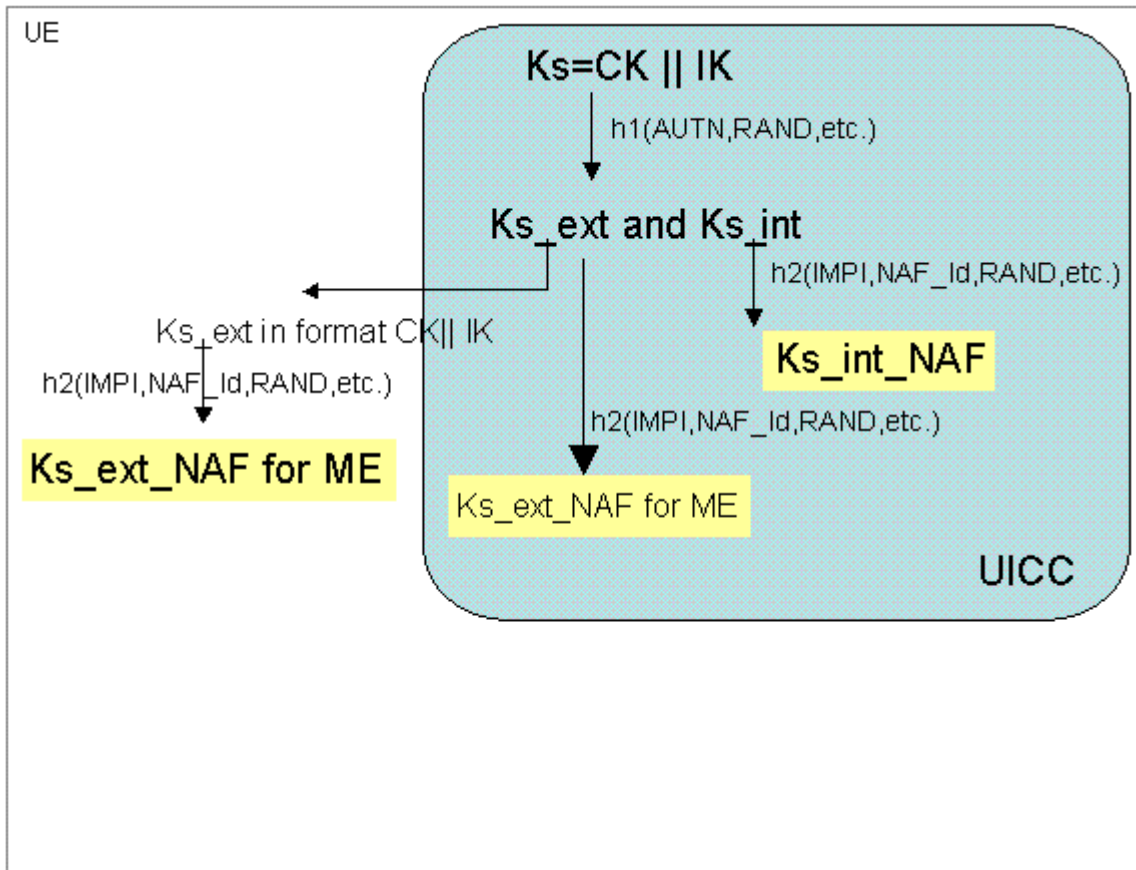 UE
Ks=CK || IK
h1(AUTN,RAND,etc.)
Ks_ext and Ks_int
h2(IMPI,NAF_Id,RAND,etc.)
Ks_ext in format CK|| IK
Ks_int_NAF
h2(IMPI,NAF_Id,RAND,etc.)
h2(IMPI,NAF_Id,RAND,etc.)
Ks_ext_NAF for ME
Ks_ext_NAF for ME
UICC